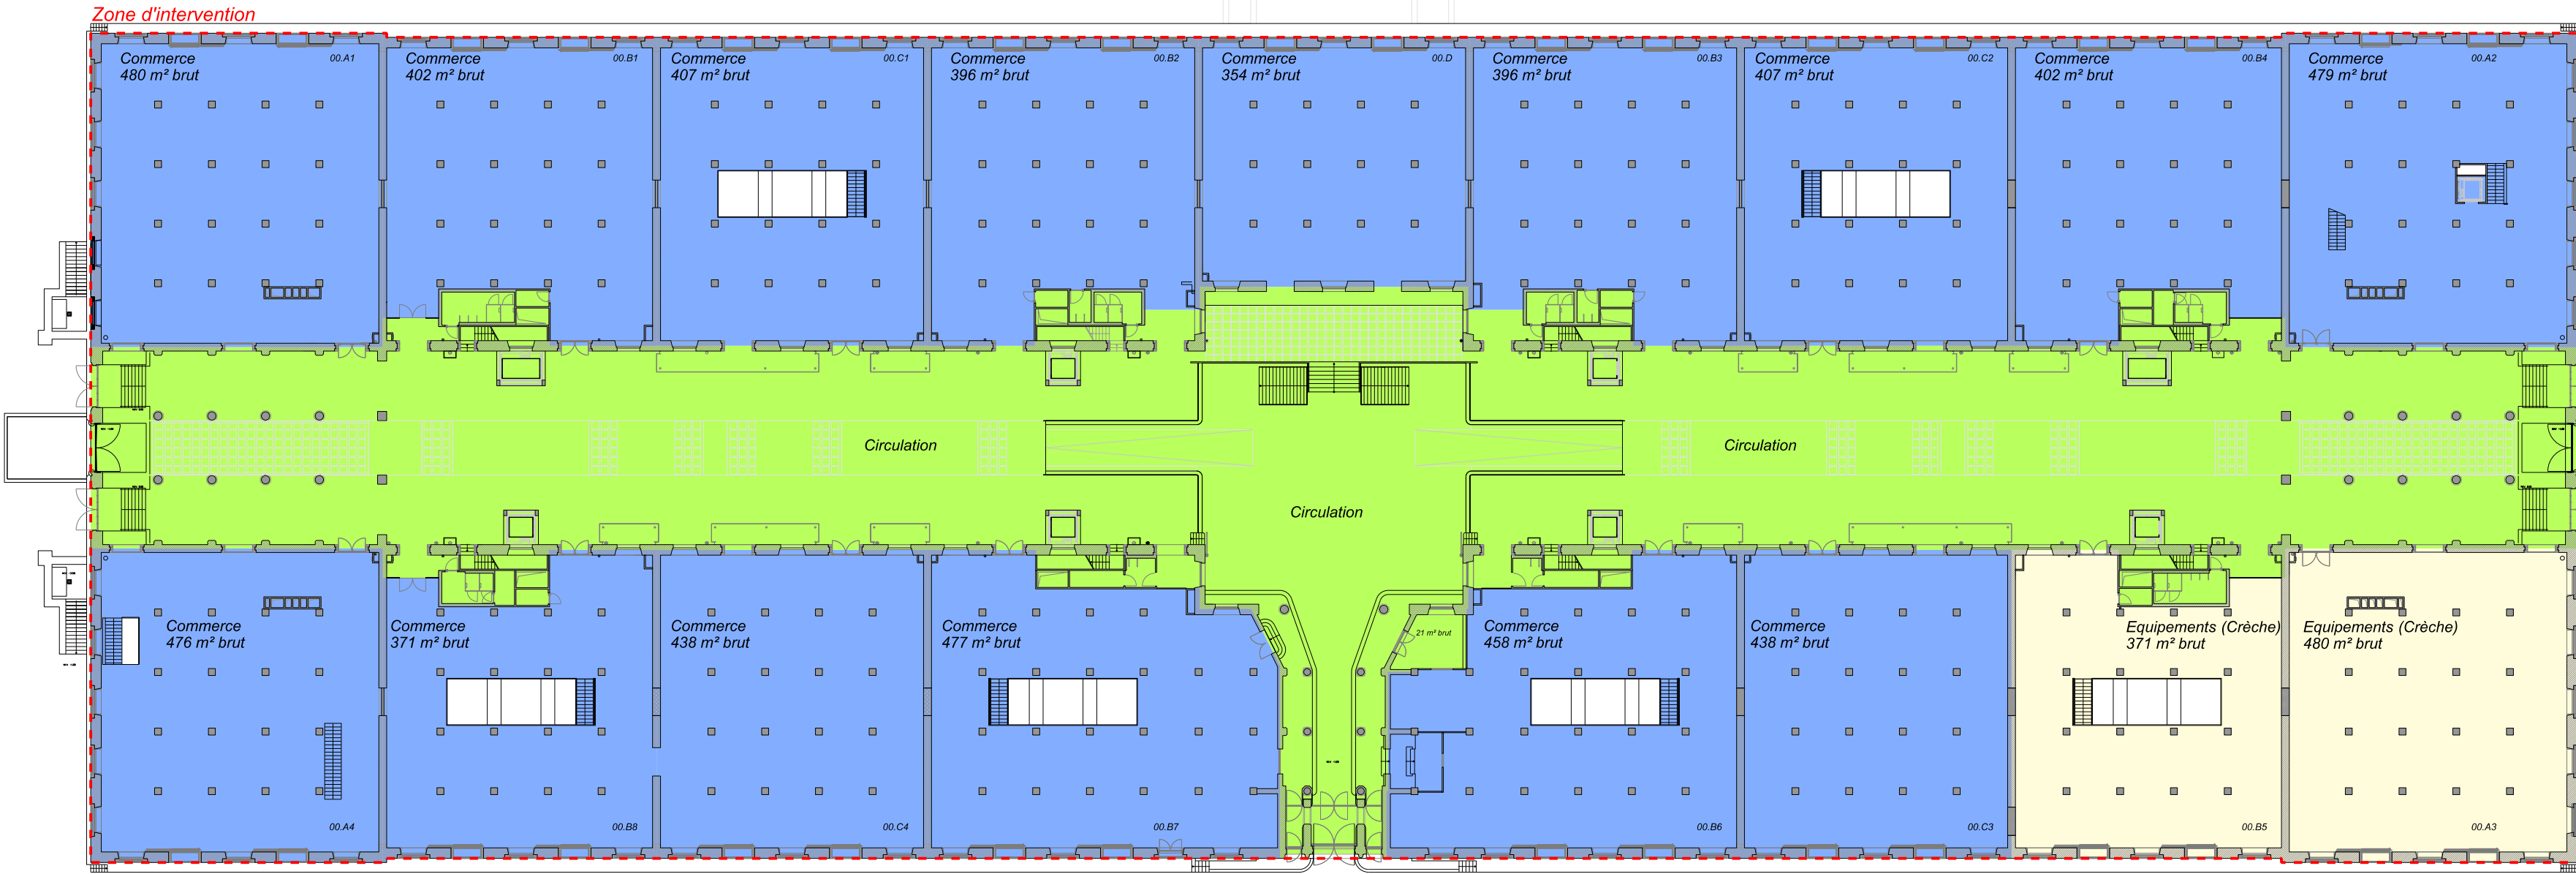 Zone d'intervention
Commerce
480 m² brut
00.A1
Commerce
402 m² brut
00.B1
Commerce
407 m² brut
00.C1
Commerce
396 m² brut
00.B2
Commerce
354 m² brut
00.D
Commerce
396 m² brut
00.B3
Commerce
407 m² brut
00.C2
Commerce
402 m² brut
00.B4
Commerce
479 m² brut
00.A2
Circulation
Circulation
Circulation
Commerce
476 m² brut
00.A4
Commerce
371 m² brut
00.B8
Commerce
438 m² brut
00.C4
Commerce
477 m² brut
00.B7
21 m² brut
Commerce
458 m² brut
00.B6
Commerce
438 m² brut
00.C3
Equipements (Crèche)
371 m² brut
00.B5
Equipements (Crèche)
480 m² brut
00.A3